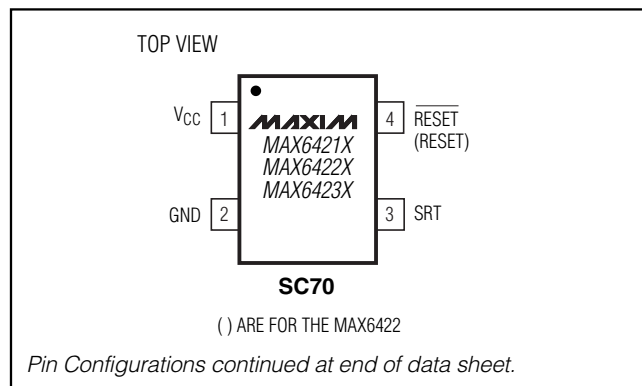 TOP VIEW
VCC 1
MAXIM
MAX6421X
MAX6422X
MAX6423X
4 RESET
(RESET)
GND 2
3 SRT
SC70
( ) ARE FOR THE MAX6422
Pin Configurations continued at end of data sheet.